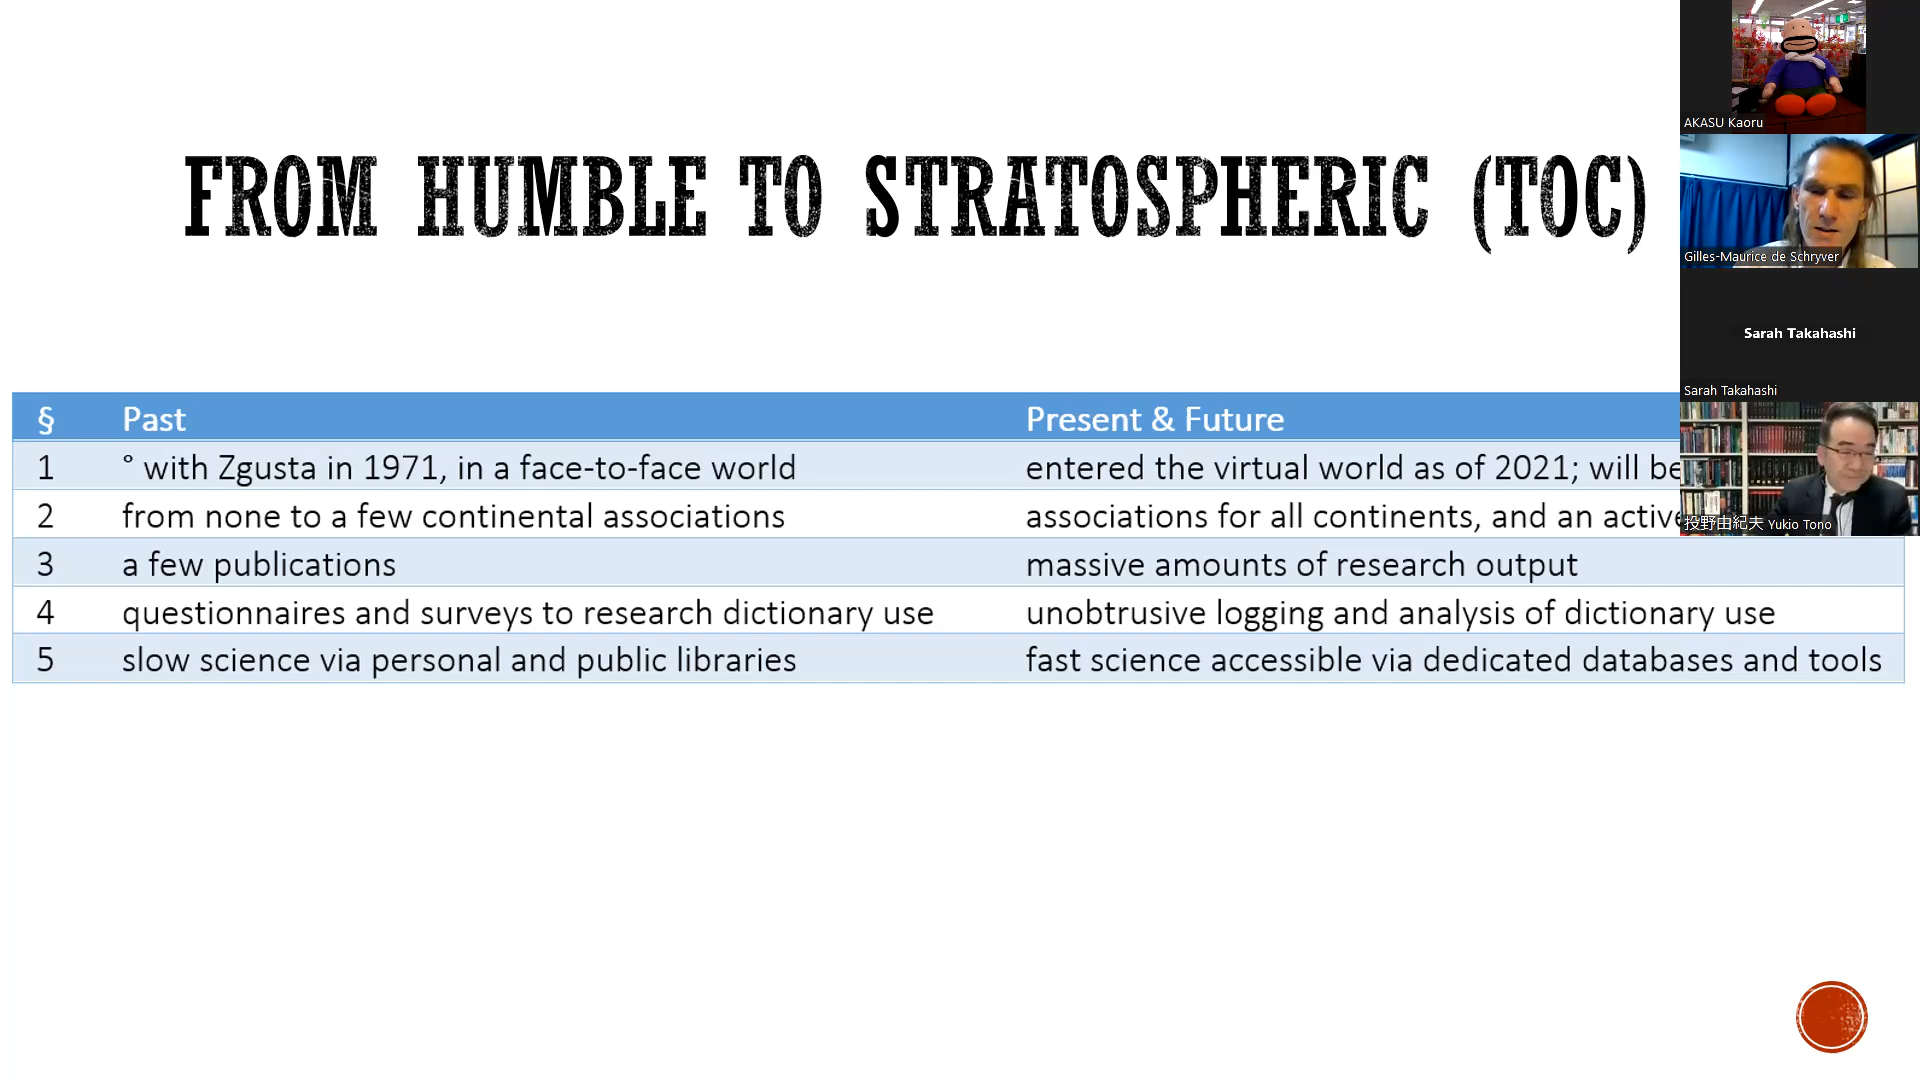 FROM HUMBLE TO STRATOSPHERIC (TOC)
§ Past Present & Future
1 ° with Zgusta in 1971, in a face-to-face world entered the virtual world as of 2021; will be
2 from none to a few continental associations associations for all continents, and an active
3 a few publications massive amounts of research output
4 questionnaires and surveys to research dictionary use unobtrusive logging and analysis of dictionary use
5 slow science via personal and public libraries fast science accessible via dedicated databases and tools
AKASU Kaoru
Gilles-Maurice de Schryver
Sarah Takahashi
Sarah Takahashi
投野由紀夫 Yukio Tono